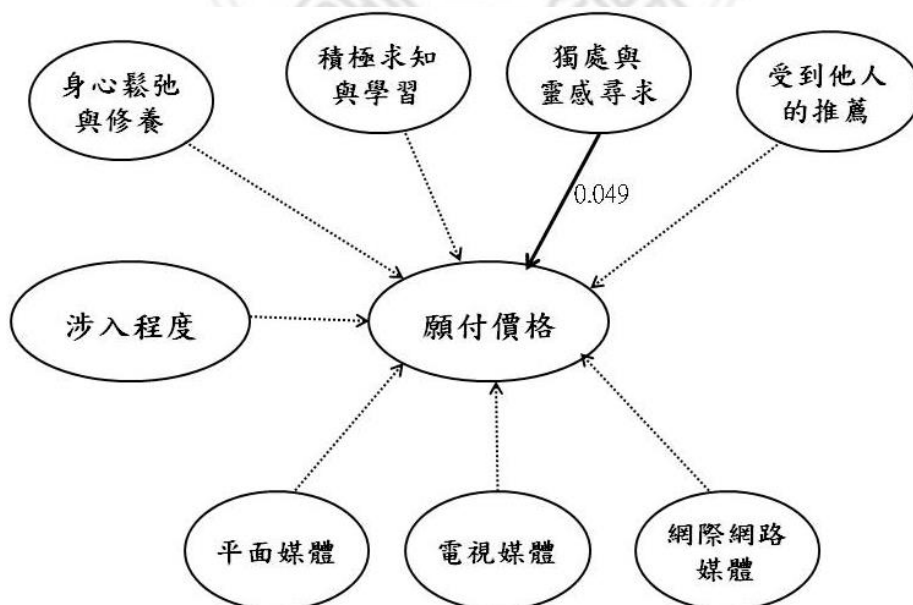 身心鬆弛
與修養
積極求知
與學習
獨處與
靈感尋求
受到他人
的推薦
0.049
涉入程度
願付價格
平面媒體
電視媒體
網際網路
媒體